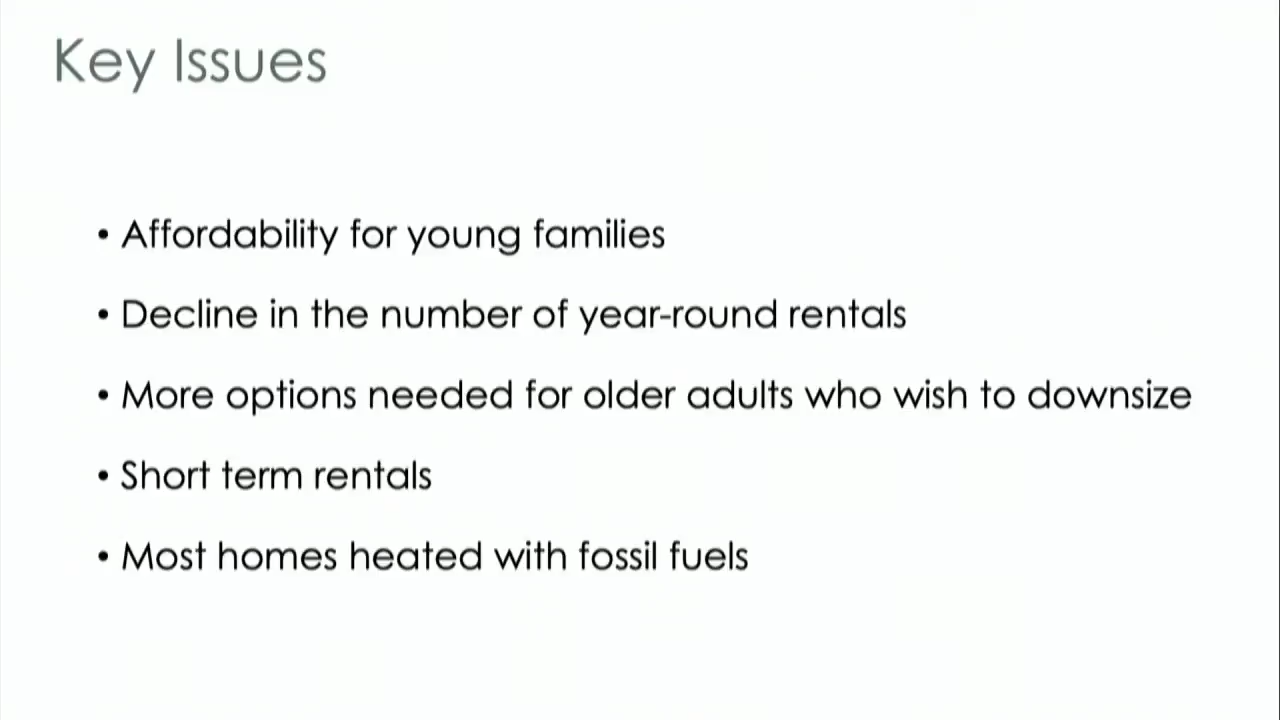 Key Issues
• Affordability for young families
• Decline in the number of year-round rentals
• More options needed for older adults who wish to downsize
• Short term rentals
• Most homes heated with fossil fuels